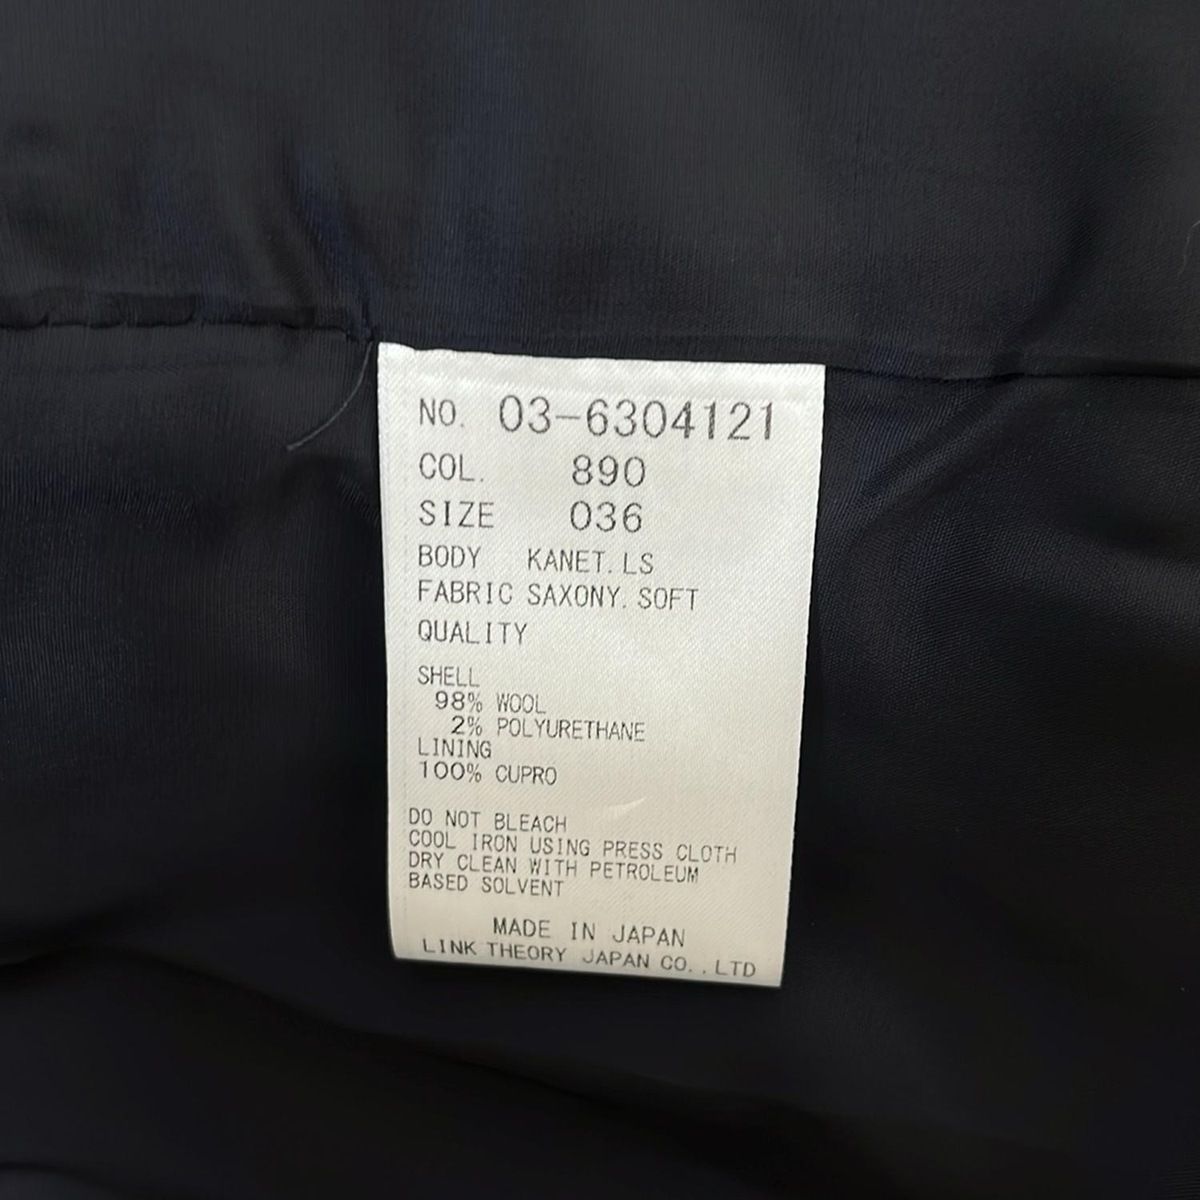 NO. 03-6304121
COL. 890
SIZE 036
BODY KANET.LS
FABRIC SAXONY.SOFT
QUALITY
SHELL
98% WOOL
2% POLYURETHANE
LINING
100% CUPRO
DO NOT BLEACH
COOL IRON USING PRESS CLOTH
DRY CLEAN WITH PETROLEUM
BASED SOLVENT
MADE IN JAPAN
LINK THEORY JAPAN CO.,LTD